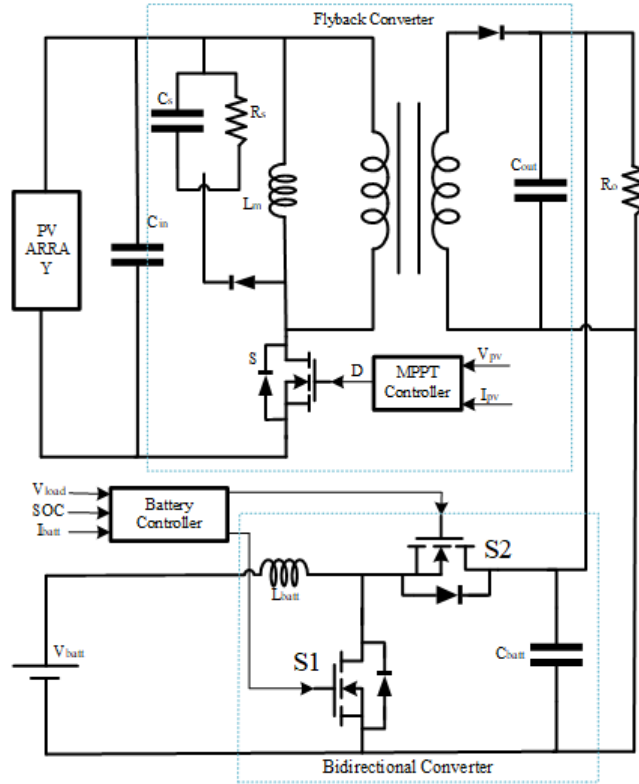 Flyback Converter
Cs
Rs
Cout
Ro
Lm
Cin
PV
ARRA
Y
S
D
MPPT
Controller
Vpv
Ipv
Vload
SOC
Ibatt
Battery
Controller
S2
Lbatt
Vbatt
S1
Cbatt
Bidirectional Converter